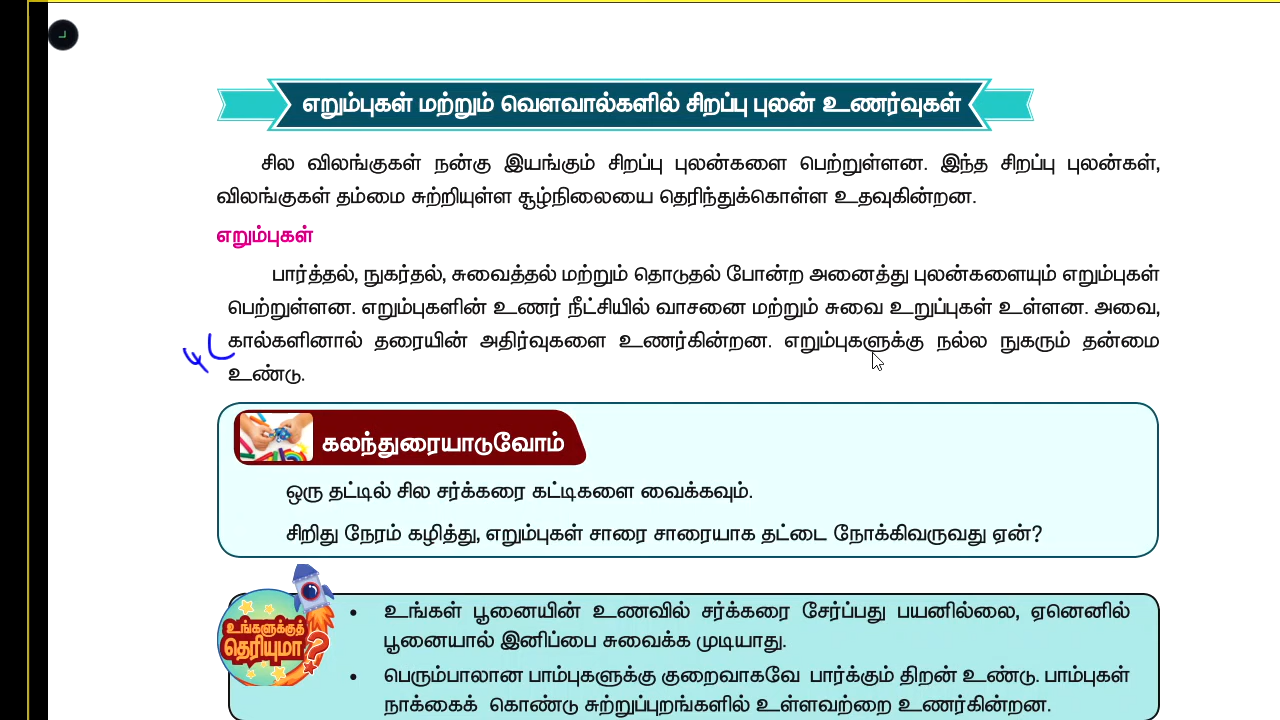 எறும்புகள் மற்றும் வௌவால்களில் சிறப்பு புலன் உணர்வுகள்
சில விலங்குகள் நன்கு இயங்கும் சிறப்பு புலன்களை பெற்றுள்ளன. இந்த சிறப்பு புலன்கள்,
விலங்குகள் தம்மை சுற்றியுள்ள சூழ்நிலையை தெரிந்துக்கொள்ள உதவுகின்றன.
எறும்புகள்
பார்த்தல், நுகர்தல், சுவைத்தல் மற்றும் தொடுதல் போன்ற அனைத்து புலன்களையும் எறும்புகள்
பெற்றுள்ளன. எறும்புகளின் உணர் நீட்சியில் வாசனை மற்றும் சுவை உறுப்புகள் உள்ளன. அவை,
கால்களினால் தரையின் அதிர்வுகளை உணர்கின்றன. எறும்புகளுக்கு நல்ல நுகரும் தன்மை
உண்டு.
கலந்துரையாடுவோம்
ஒரு தட்டில் சில சர்க்கரை கட்டிகளை வைக்கவும்.
சிறிது நேரம் கழித்து, எறும்புகள் சாரை சாரையாக தட்டை நோக்கிவருவது ஏன்?
உங்களுக்குத்
தெரியுமா?
• உங்கள் பூனையின் உணவில் சர்க்கரை சேர்ப்பது பயனில்லை, ஏனெனில்
பூனையால் இனிப்பை சுவைக்க முடியாது.
• பெரும்பாலான பாம்புகளுக்கு குறைவாகவே பார்க்கும் திறன் உண்டு. பாம்புகள்
நாக்கைக் கொண்டு சுற்றுப்புறங்களில் உள்ளவற்றை உணர்கின்றன.